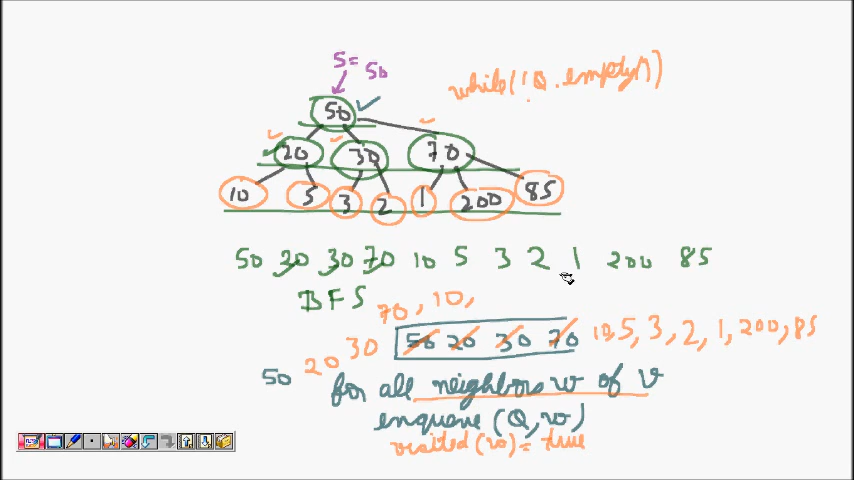 S = 50
while(!Q.empty())
50
20 30 70
10 5 3 2 1 200 85
50 20 30 70 10 5 3 2 1 200 85
BFS
70, 10,
50 20 30 70 10, 5, 3, 2, 1, 200, 85
50 20 30
for all neighbors w of v
enqueue (Q, w)
visited (w) = true